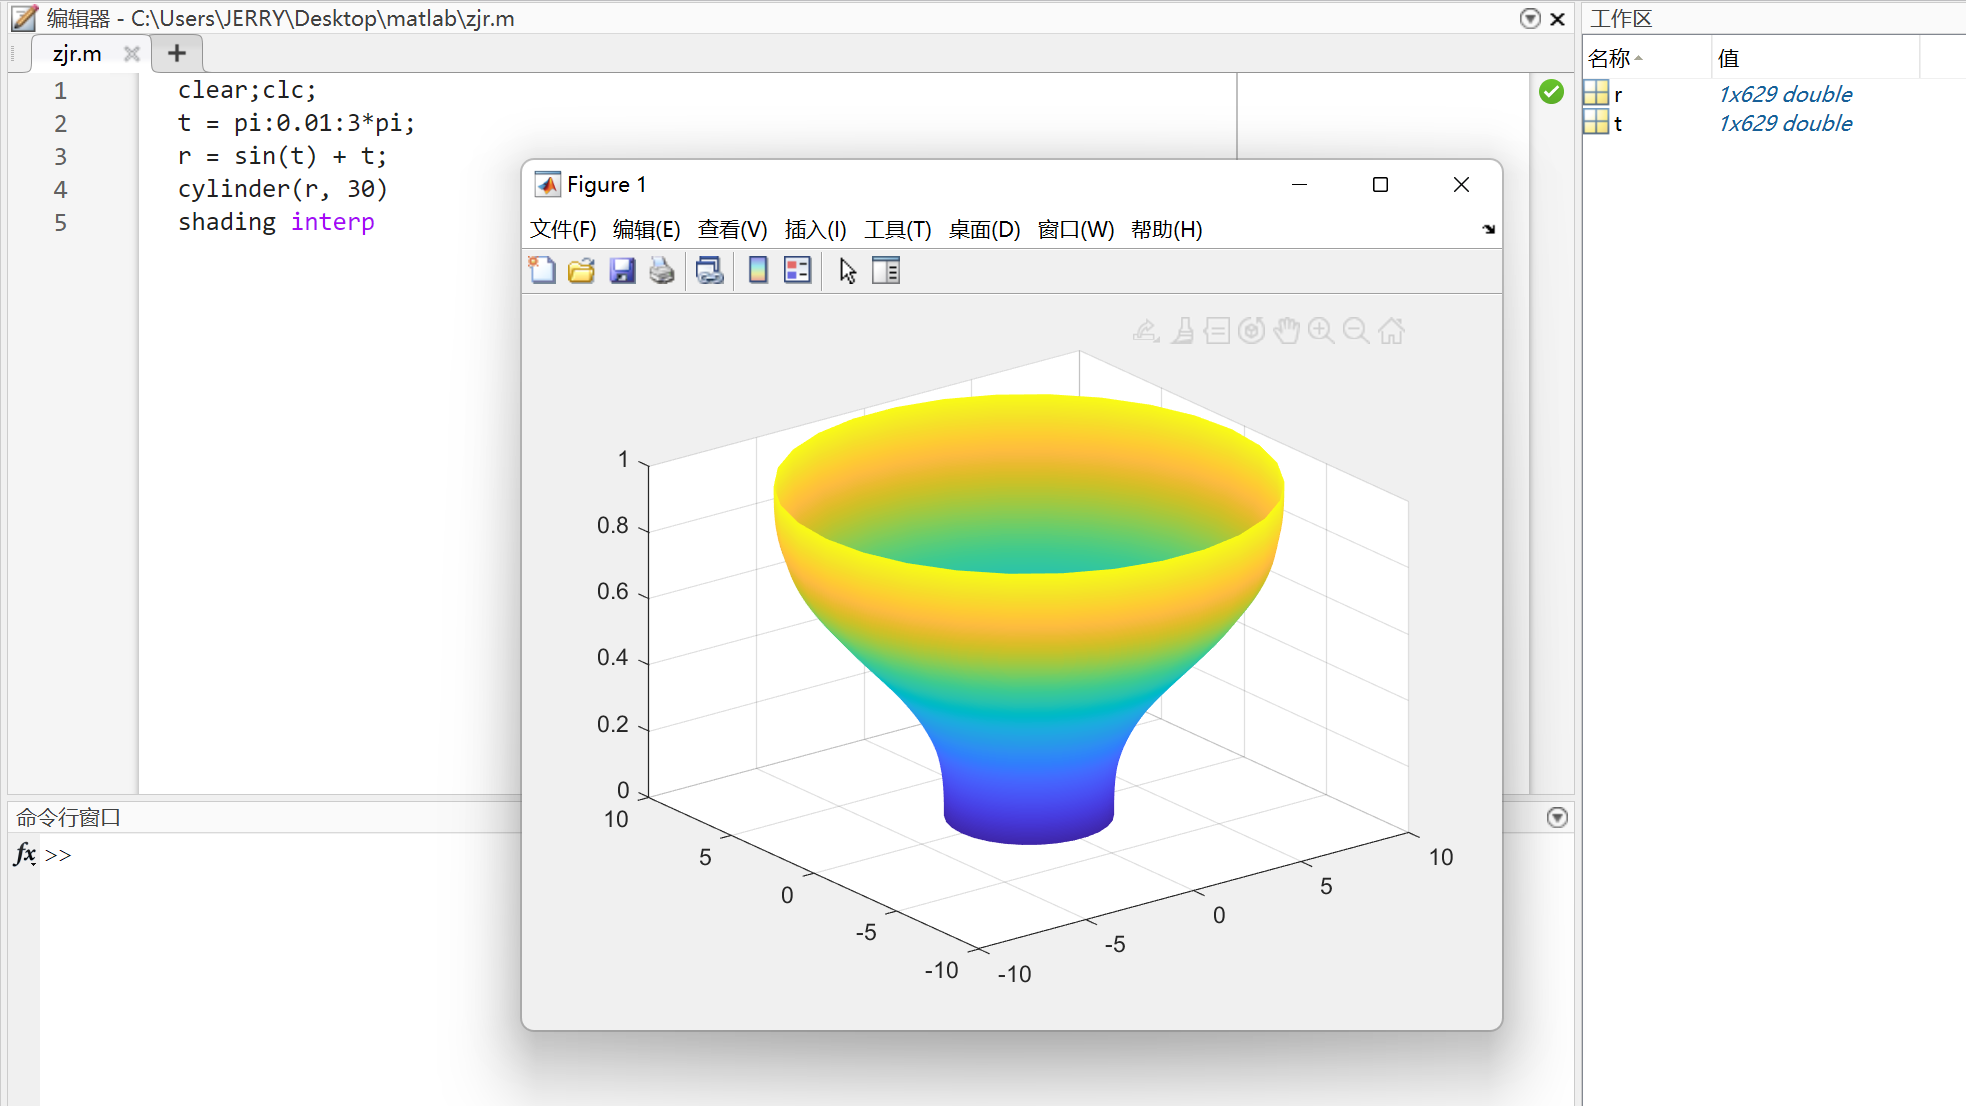 编辑器 - C:\Users\JERRY\Desktop\matlab\zjr.m
zjr.m
1 clear;clc;
2 t = pi:0.01:3*pi;
3 r = sin(t) + t;
4 cylinder(r, 30)
5 shading interp
Figure 1
文件(F) 编辑(E) 查看(V) 插入(I) 工具(T) 桌面(D) 窗口(W) 帮助(H)
1
0.8
0.6
0.4
0.2
0
10
5
0
-5
-10
-10
-5
0
5
10
命令行窗口
fx >>
工作区
名称 值
r 1x629 double
t 1x629 double